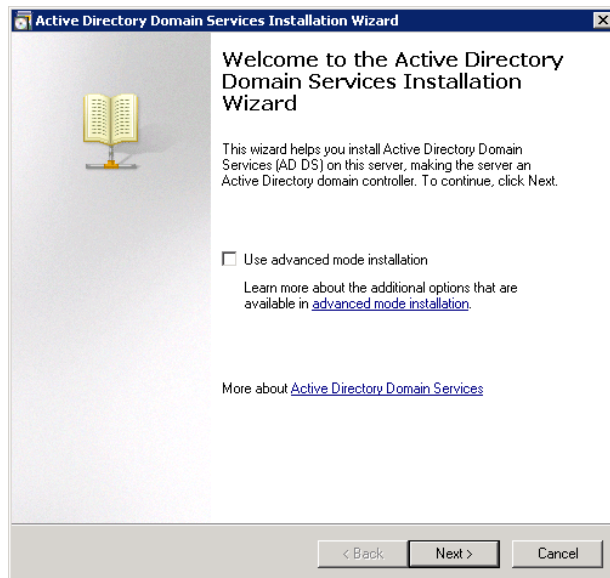 Active Directory Domain Services Installation Wizard
Welcome to the Active Directory
Domain Services Installation
Wizard
This wizard helps you install Active Directory Domain
Services (AD DS) on this server, making the server an
Active Directory domain controller. To continue, click Next.
Use advanced mode installation
Learn more about the additional options that are
available in advanced mode installation.
More about Active Directory Domain Services
< Back Next > Cancel